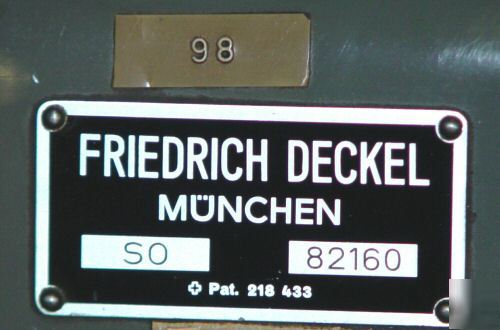 98
FRIEDRICH DECKEL
MÜNCHEN
SO 82160
✚ Pat. 218 433